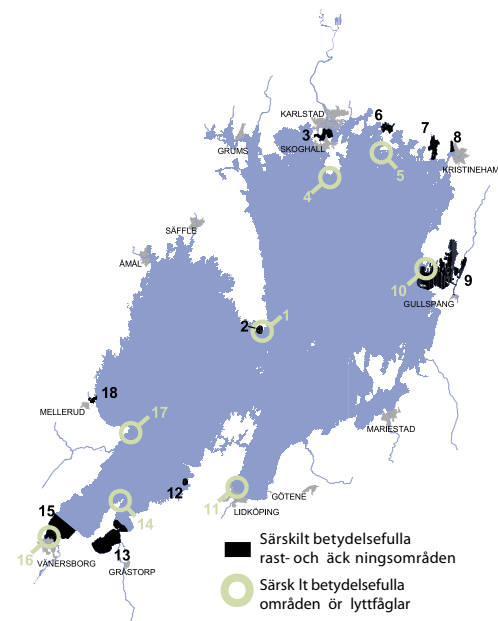 KARLSTAD
6
3
7
8
GRUMS
SKOGHALL
5
KRISTINEHAM
4
SÄFFLE
ÅMÅL
9
10
GULLSPÅNG
2
1
18
MELLERUD
17
MARIESTAD
12
11
GÖTENE
LIDKÖPING
15
14
16
13
VÄNERSBORG
GRÄSTORP
Särskilt betydelsefulla
rast- och äck ningsområden
Särsk lt betydelsefulla
områden ör lyttfåglar